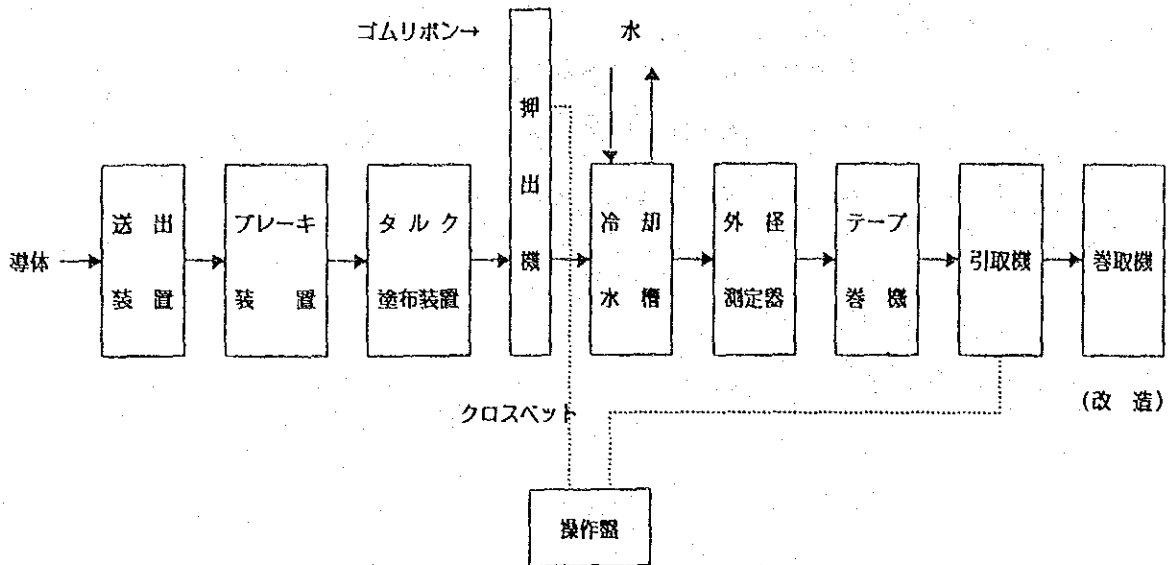 ゴムリボン→
水
押出機
導体
送出装置
ブレーキ装置
タルク塗布装置
冷却水槽
外径測定器
テープ巻機
引取機
巻取機
(改 造)
クロスペット
操作盤